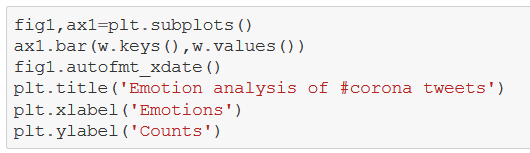 fig1,ax1=plt.subplots()
ax1.bar(w.keys(),w.values())
fig1.autofmt_xdate()
plt.title('Emotion analysis of #corona tweets')
plt.xlabel('Emotions')
plt.ylabel('Counts')